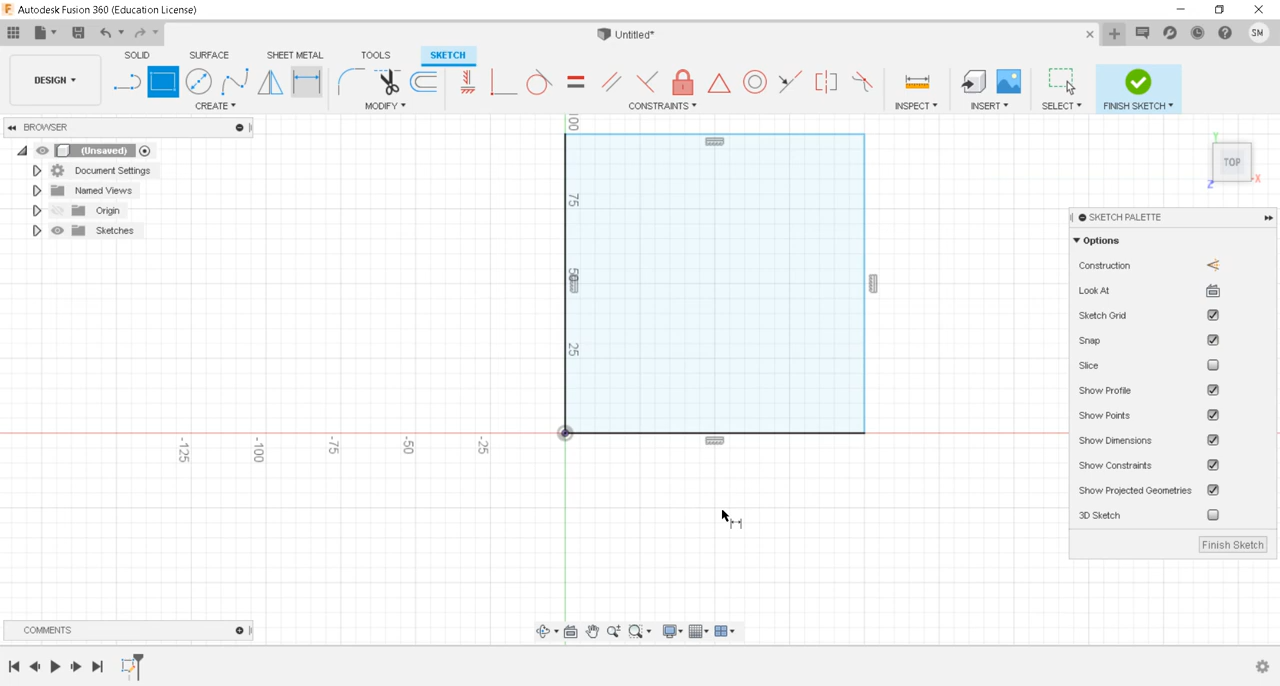 Autodesk Fusion 360 (Education License)
Untitled*
SM
SOLID SURFACE SHEET METAL TOOLS SKETCH
DESIGN ▾
CREATE ▾ MODIFY ▾ CONSTRAINTS ▾ INSPECT ▾ INSERT ▾ SELECT ▾ FINISH SKETCH ▾
BROWSER
(Unsaved)
Document Settings
Named Views
Origin
Sketches
100
75
50
25
-125 -100 -75 -50 -25
TOP
Y
X
Z
SKETCH PALETTE
Options
Construction
Look At
Sketch Grid
Snap
Slice
Show Profile
Show Points
Show Dimensions
Show Constraints
Show Projected Geometries
3D Sketch
Finish Sketch
COMMENTS